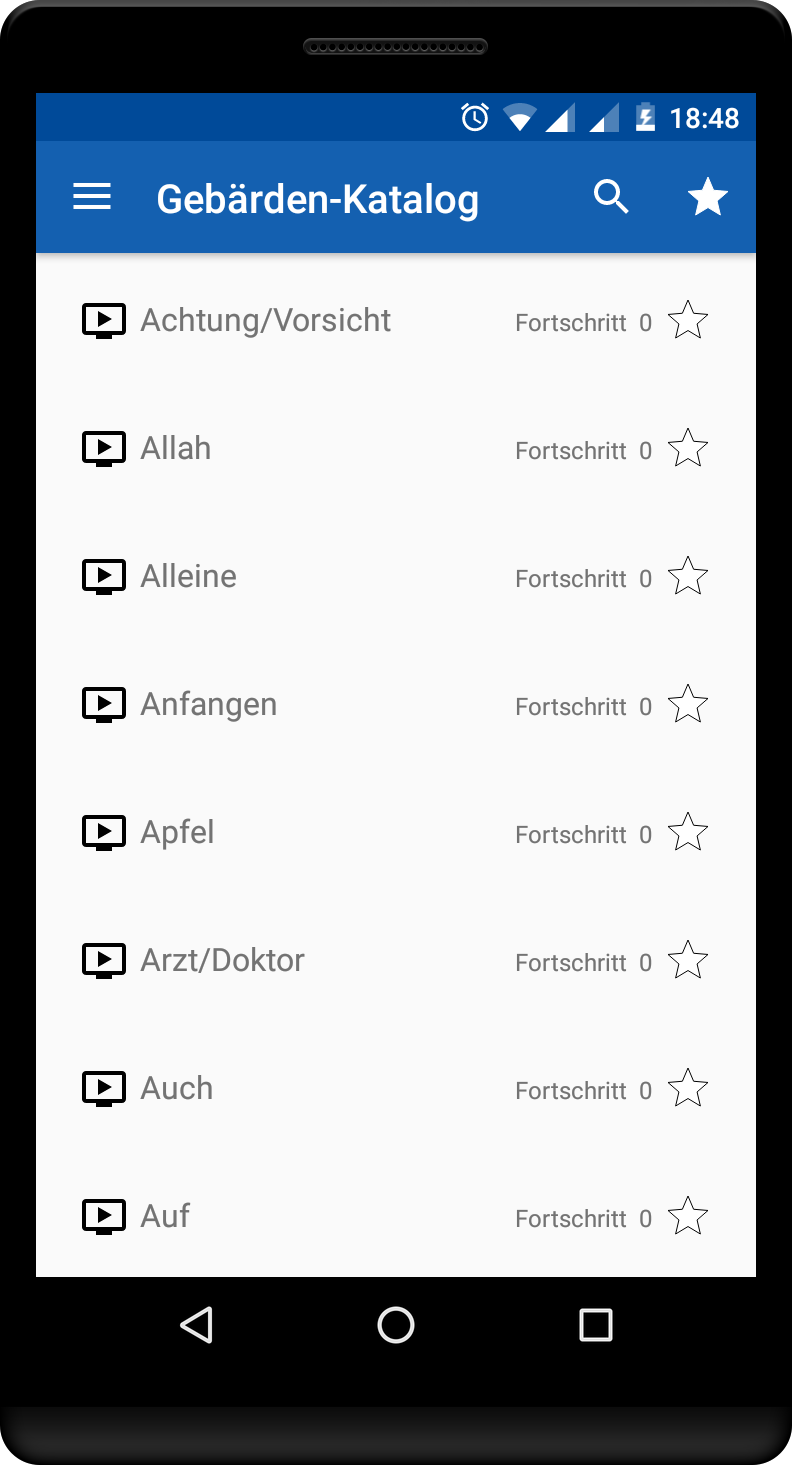 18:48
Gebärden-Katalog
Achtung/Vorsicht Fortschritt 0
Allah Fortschritt 0
Alleine Fortschritt 0
Anfangen Fortschritt 0
Apfel Fortschritt 0
Arzt/Doktor Fortschritt 0
Auch Fortschritt 0
Auf Fortschritt 0